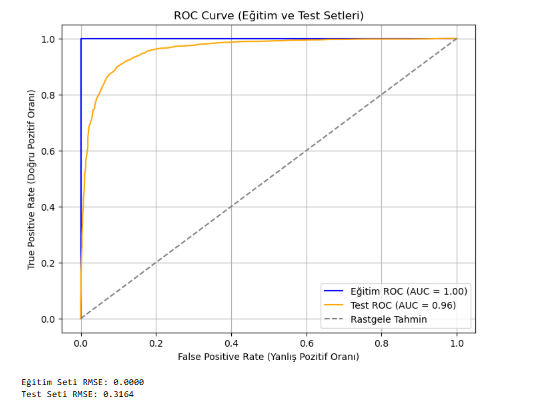 ROC Curve (Eğitim ve Test Setleri)
1.0
0.8
0.6
0.4
0.2
0.0
True Positive Rate (Doğru Pozitif Oranı)
Eğitim ROC (AUC = 1.00)
Test ROC (AUC = 0.96)
Rastgele Tahmin
0.0 0.2 0.4 0.6 0.8 1.0
False Positive Rate (Yanlış Pozitif Oranı)
Eğitim Seti RMSE: 0.0000
Test Seti RMSE: 0.3164